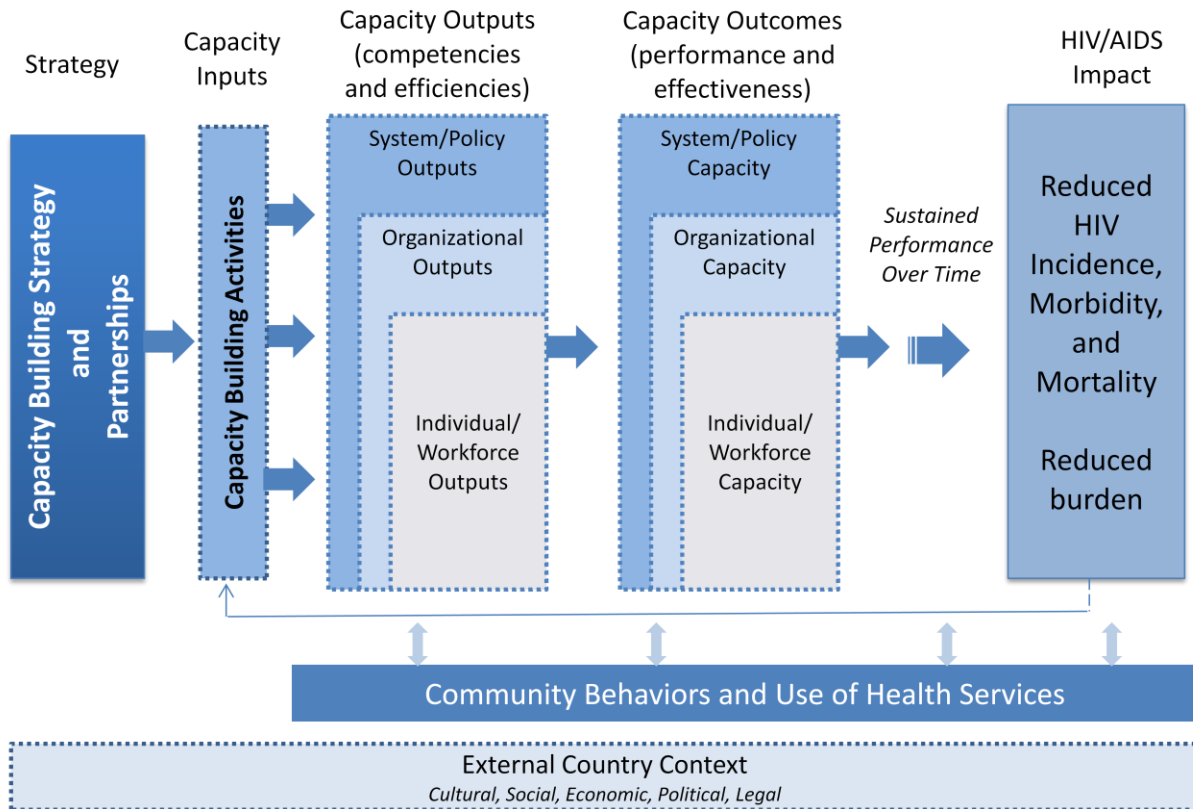 Strategy
Capacity
Inputs
Capacity Outputs
(competencies
and efficiencies)
Capacity Outcomes
(performance and
effectiveness)
HIV/AIDS
Impact
Capacity Building Strategy
and
Partnerships
Capacity Building Activities
System/Policy
Outputs
Organizational
Outputs
Individual/
Workforce
Outputs
System/Policy
Capacity
Organizational
Capacity
Individual/
Workforce
Capacity
Sustained
Performance
Over Time
Reduced
HIV
Incidence,
Morbidity,
and
Mortality
Reduced
burden
Community Behaviors and Use of Health Services
External Country Context
Cultural, Social, Economic, Political, Legal